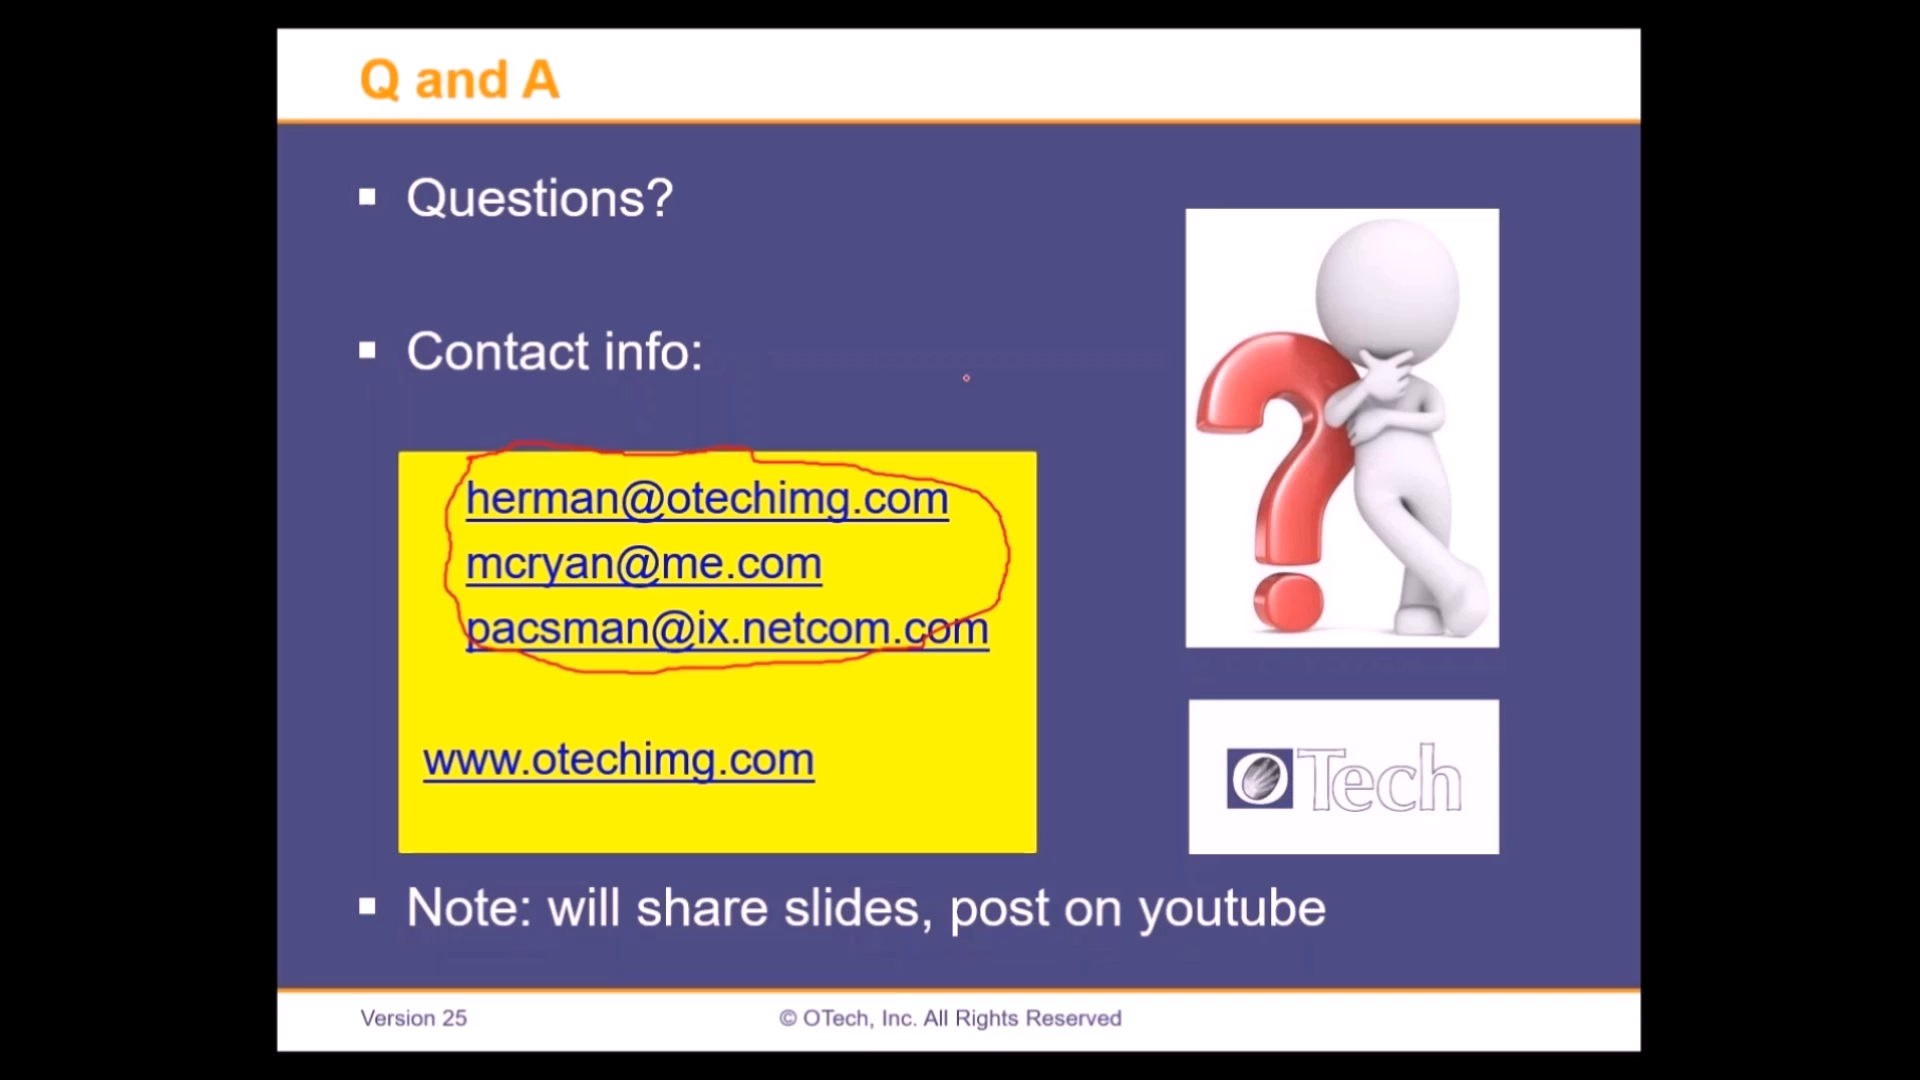 Q and A
Questions?
Contact info:
herman@otechimg.com
mcryan@me.com
pacsman@ix.netcom.com
www.otechimg.com
OTech
Note: will share slides, post on youtube
Version 25
© OTech, Inc. All Rights Reserved